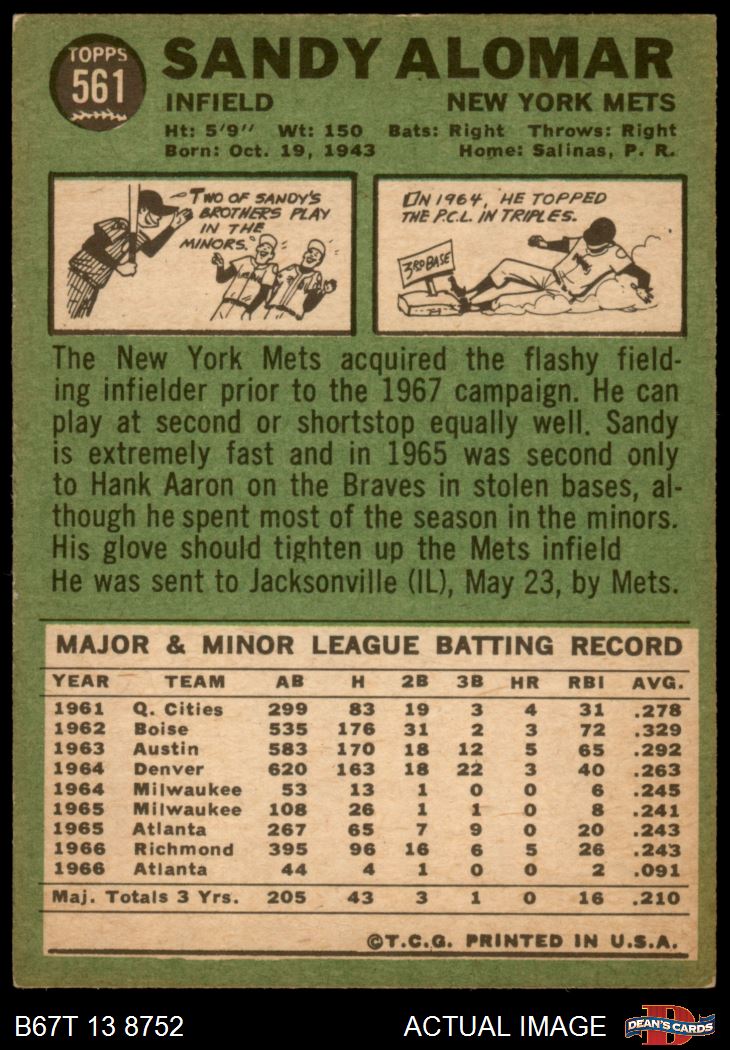 TOPPS
561
SANDY ALOMAR
INFIELD NEW YORK METS
Ht: 5'9" Wt: 150 Bats: Right Throws: Right
Born: Oct. 19, 1943 Home: Salinas, P. R.
TWO OF SANDY'S
BROTHERS PLAY
IN THE
MINORS.
IN 1964, HE TOPPED
THE P.C.L. IN TRIPLES.
3RD BASE
1
The New York Mets acquired the flashy field-
ing infielder prior to the 1967 campaign. He can
play at second or shortstop equally well. Sandy
is extremely fast and in 1965 was second only
to Hank Aaron on the Braves in stolen bases, al-
though he spent most of the season in the minors.
His glove should tighten up the Mets infield
He was sent to Jacksonville (IL), May 23, by Mets.
MAJOR & MINOR LEAGUE BATTING RECORD
YEAR TEAM AB H 2B 3B HR RBI AVG.
1961 Q. Cities 299 83 19 3 4 31 .278
1962 Boise 535 176 31 2 3 72 .329
1963 Austin 583 170 18 12 5 65 .292
1964 Denver 620 163 18 22 3 40 .263
1964 Milwaukee 53 13 1 0 0 6 .245
1965 Milwaukee 108 26 1 1 0 8 .241
1965 Atlanta 267 65 7 9 0 20 .243
1966 Richmond 395 96 16 6 5 26 .243
1966 Atlanta 44 4 1 0 0 2 .091
Maj. Totals 3 Yrs. 205 43 3 1 0 16 .210
©T.C.G. PRINTED IN U.S.A.
B67T 13 8752 ACTUAL IMAGE D DEAN'S CARDS